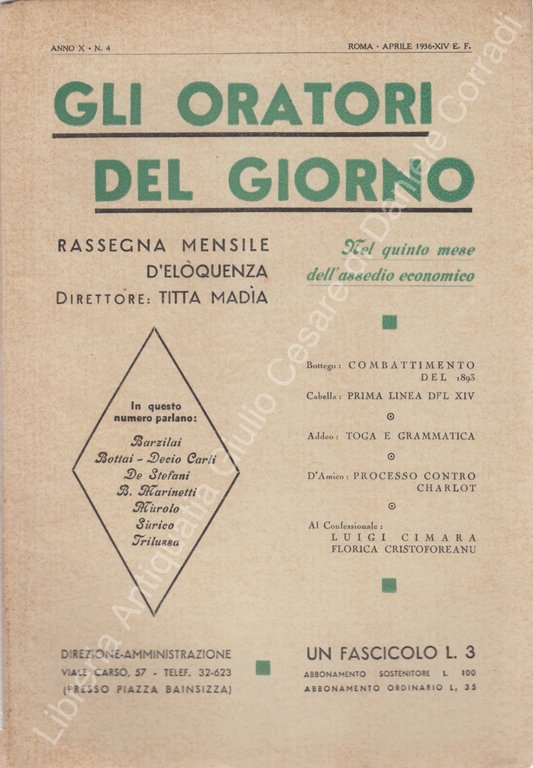 ANNO X - N. 4
ROMA - APRILE 1936-XIV E. F.
GLI ORATORI
DEL GIORNO
RASSEGNA MENSILE
D'ELÒQUENZA
DIRETTORE: TITTA MADÌA
Nel quinto mese
dell'assedio economico
In questo
numero parlano:
Barzilai
Bottai - Decio Carli
De Stefani
B. Marinetti
Mùrolo
Sùrico
Trilussa
Bottego: COMBATTIMENTO
DEL 1893
Cabella: PRIMA LINEA DEL XIV
Addeo: TOGA E GRAMMATICA
D'Amico: PROCESSO CONTRO
CHARLOT
Al Confessionale:
LUIGI CIMARA
FLORICA CRISTOFOREANU
DIREZIONE-AMMINISTRAZIONE
VIALE CARSO, 57 - TELEF. 32-623
(PRESSO PIAZZA BAINSIZZA)
UN FASCICOLO L. 3
ABBONAMENTO SOSTENITORE L. 100
ABBONAMENTO ORDINARIO L. 35
Libreria Antiquaria Giulio Cesare di Daniele Corradi